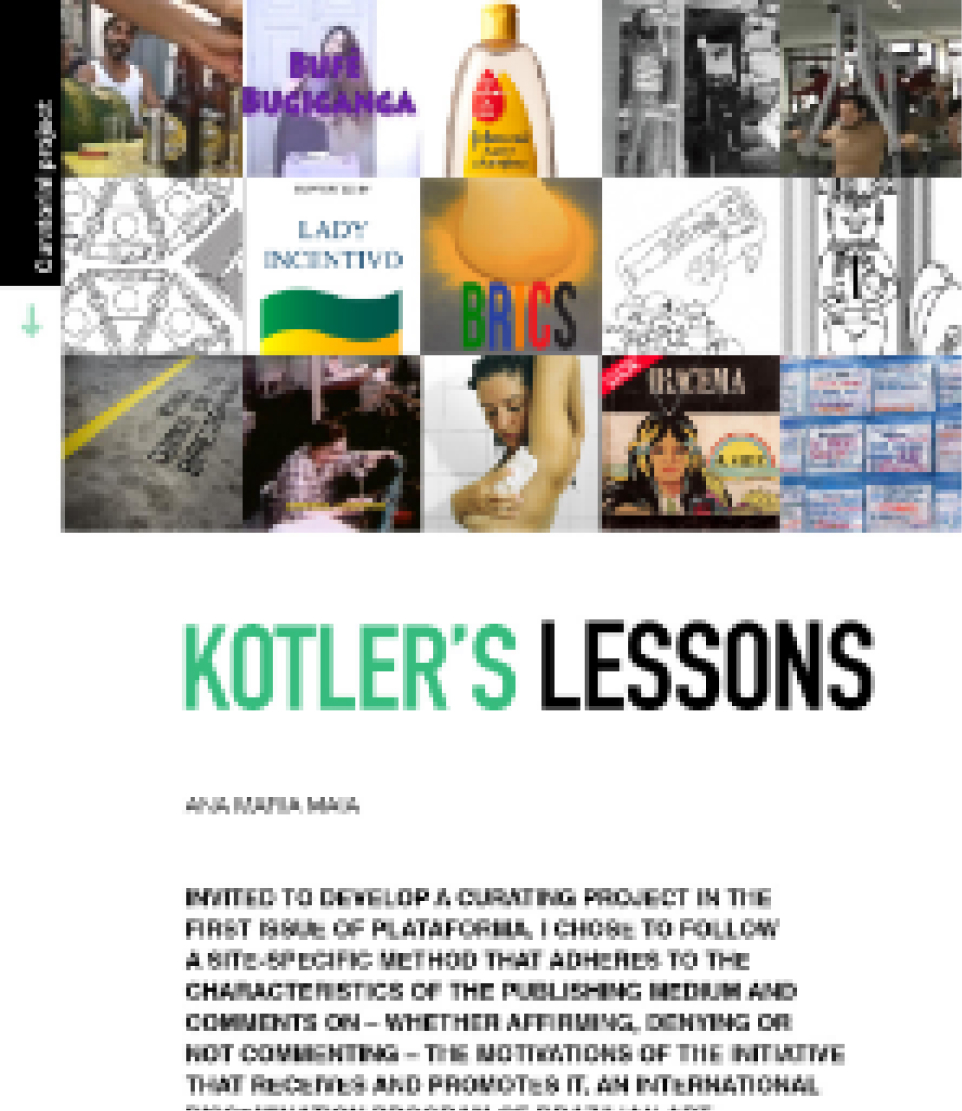 Curatorial project
BUFÊ
BUGIGANGA
Johnson's
LADY
INCENTIVO
BRICS
IRACEMA
KOTLER'S LESSONS
ANA MARIA MAIA
INVITED TO DEVELOP A CURATING PROJECT IN THE
FIRST ISSUE OF PLATAFORMA, I CHOSE TO FOLLOW
A SITE-SPECIFIC METHOD THAT ADHERES TO THE
CHARACTERISTICS OF THE PUBLISHING MEDIUM AND
COMMENTS ON – WHETHER AFFIRMING, DENYING OR
NOT COMMENTING – THE MOTIVATIONS OF THE INITIATIVE
THAT RECEIVES AND PROMOTES IT, AN INTERNATIONAL